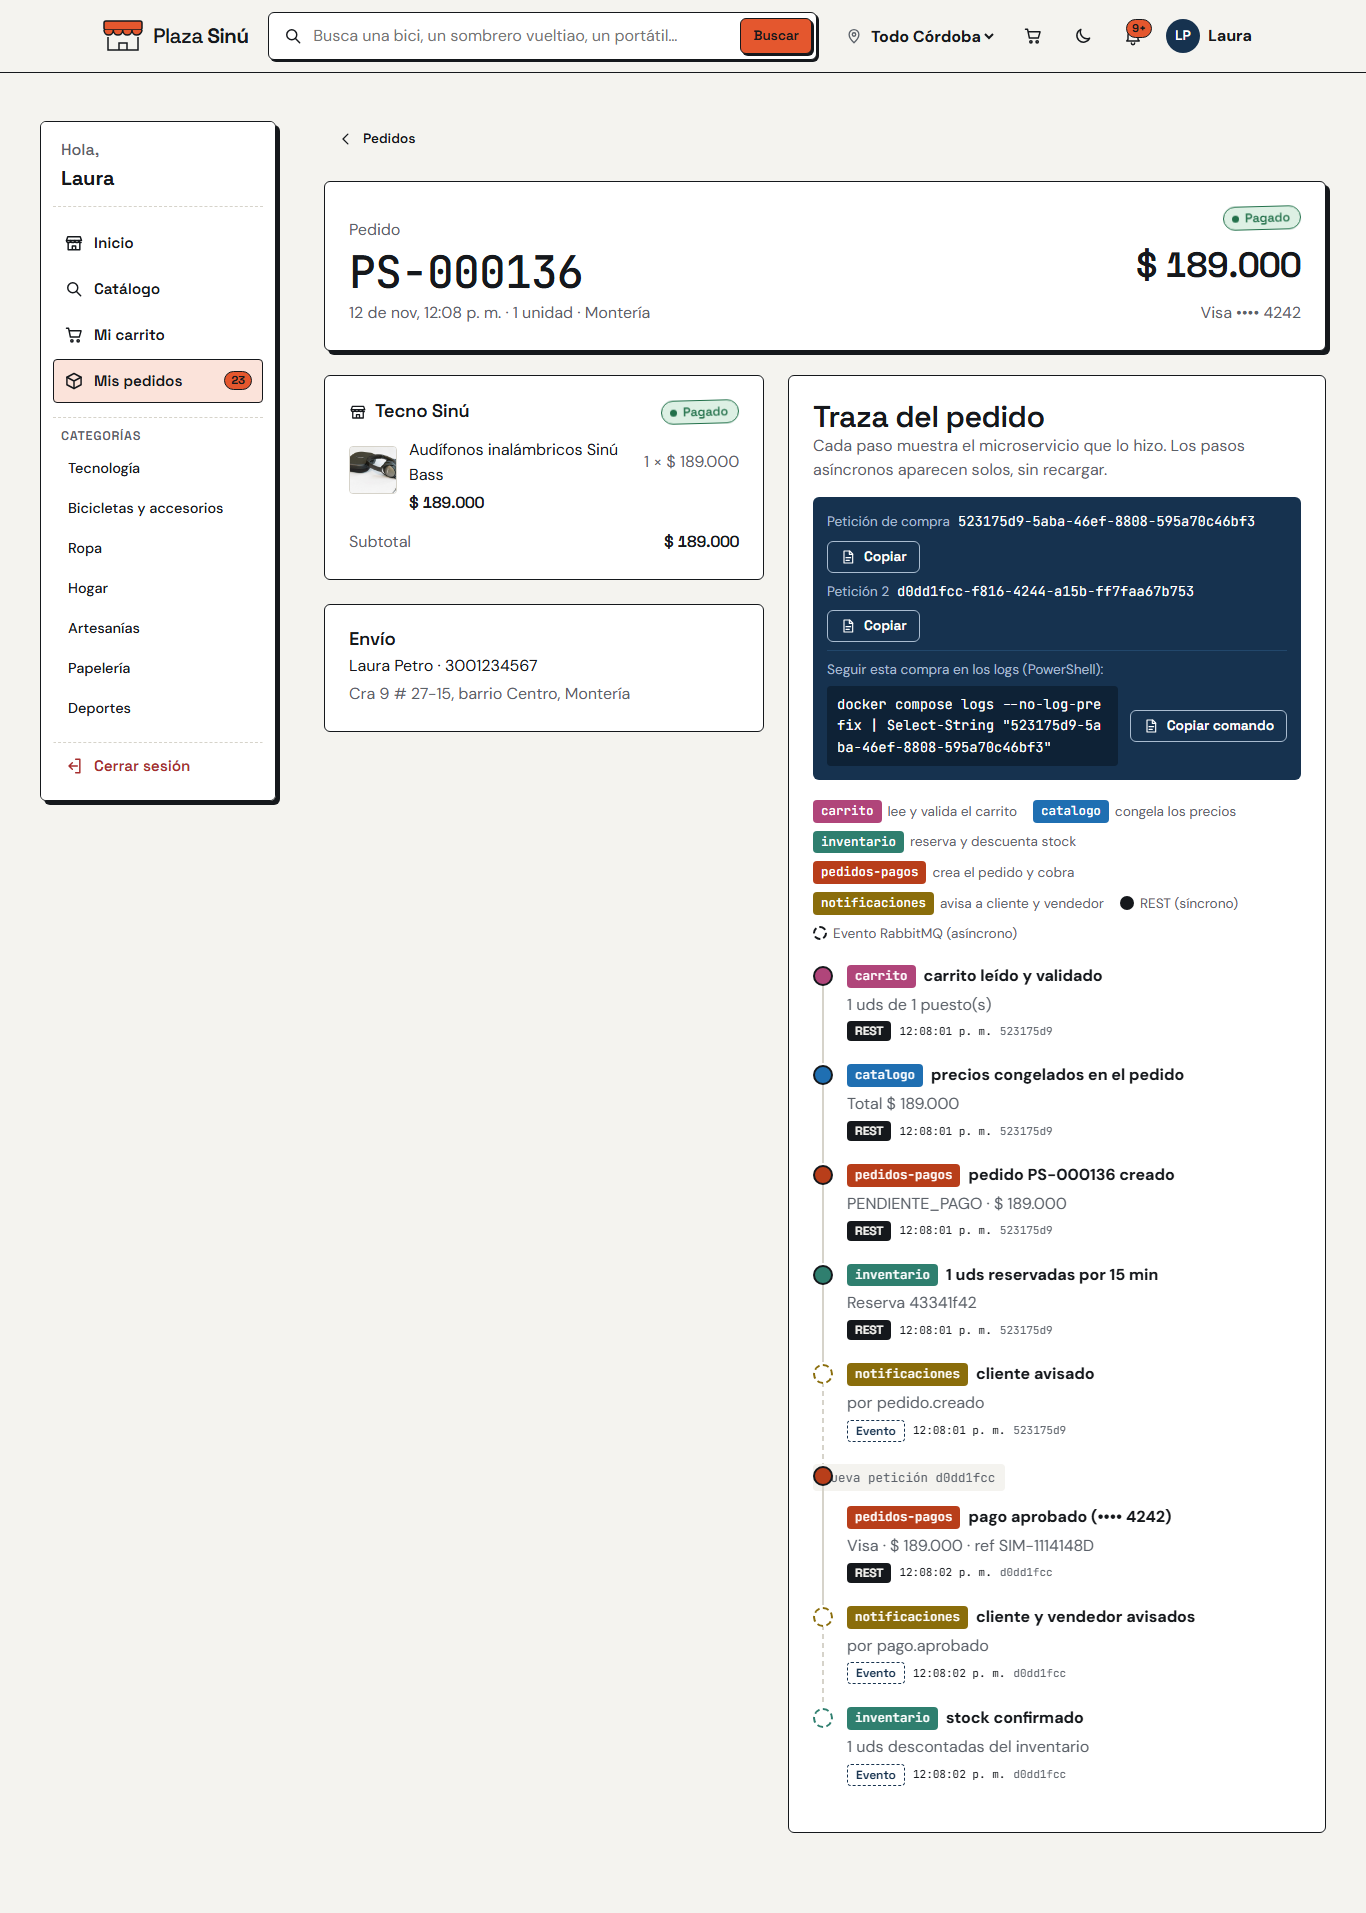 Plaza Sinú
Busca una bici, un sombrero vueltiao, un portátil...
Buscar
Todo Córdoba
9+
LP
Laura
Hola,
Laura
Inicio
Catálogo
Mi carrito
Mis pedidos
23
CATEGORÍAS
Tecnología
Bicicletas y accesorios
Ropa
Hogar
Artesanías
Papelería
Deportes
Cerrar sesión
Pedidos
Pedido
PS-000136
12 de nov, 12:08 p. m. · 1 unidad · Montería
Pagado
$ 189.000
Visa •••• 4242
Tecno Sinú
Pagado
Audífonos inalámbricos Sinú
Bass
1 × $ 189.000
$ 189.000
Subtotal
$ 189.000
Envío
Laura Petro · 3001234567
Cra 9 # 27-15, barrio Centro, Montería
Traza del pedido
Cada paso muestra el microservicio que lo hizo. Los pasos
asíncronos aparecen solos, sin recargar.
Petición de compra 523175d9-5aba-46ef-8808-595a70c46bf3
Copiar
Petición 2 d0dd1fcc-f816-4244-a15b-ff7faa67b753
Copiar
Seguir esta compra en los logs (PowerShell):
docker compose logs --no-log-pre
fix | Select-String "523175d9-5a
ba-46ef-8808-595a70c46bf3"
Copiar comando
carrito lee y valida el carrito catalogo congela los precios
inventario reserva y descuenta stock
pedidos-pagos crea el pedido y cobra
notificaciones avisa a cliente y vendedor REST (síncrono)
Evento RabbitMQ (asíncrono)
carrito carrito leído y validado
1 uds de 1 puesto(s)
REST 12:08:01 p. m. 523175d9
catalogo precios congelados en el pedido
Total $ 189.000
REST 12:08:01 p. m. 523175d9
pedidos-pagos pedido PS-000136 creado
PENDIENTE_PAGO · $ 189.000
REST 12:08:01 p. m. 523175d9
inventario 1 uds reservadas por 15 min
Reserva 43341f42
REST 12:08:01 p. m. 523175d9
notificaciones cliente avisado
por pedido.creado
Evento 12:08:01 p. m. 523175d9
ueva petición d0dd1fcc
pedidos-pagos pago aprobado (•••• 4242)
Visa · $ 189.000 · ref SIM-1114148D
REST 12:08:02 p. m. d0dd1fcc
notificaciones cliente y vendedor avisados
por pago.aprobado
Evento 12:08:02 p. m. d0dd1fcc
inventario stock confirmado
1 uds descontadas del inventario
Evento 12:08:02 p. m. d0dd1fcc